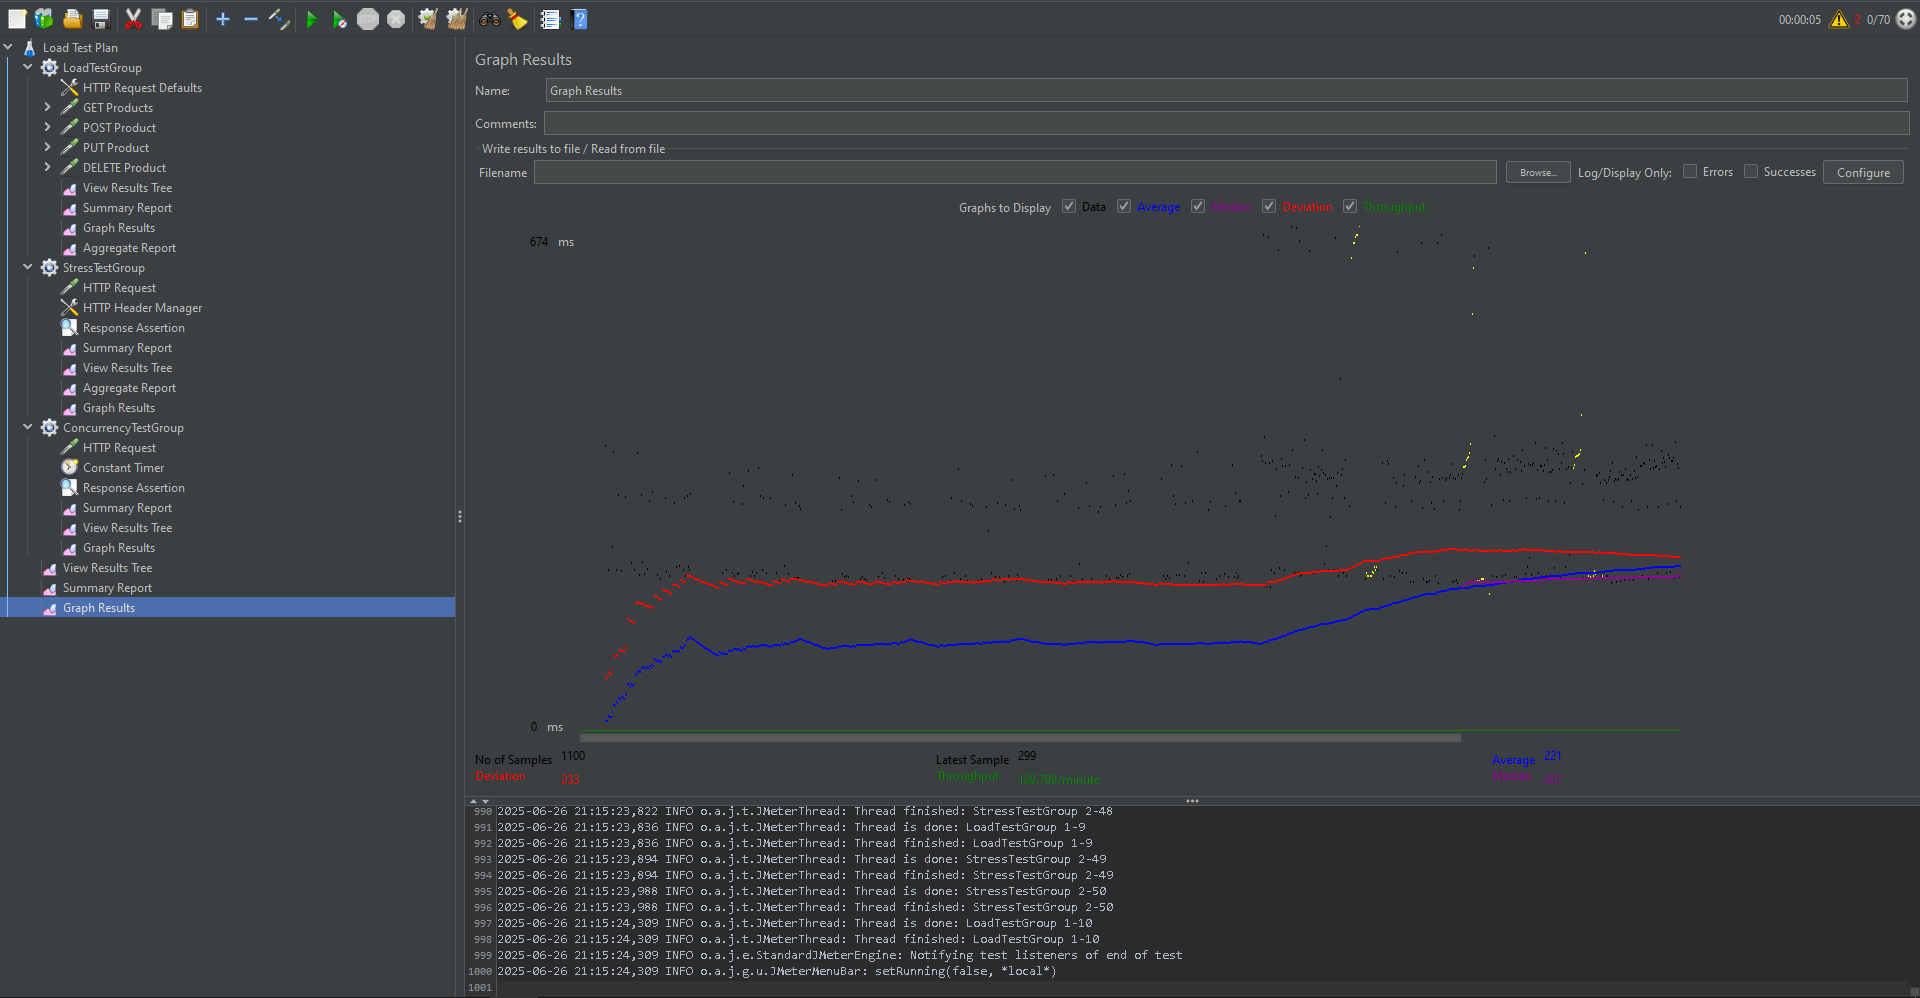 00:00:05 2 0/70
Load Test Plan
LoadTestGroup
HTTP Request Defaults
GET Products
POST Product
PUT Product
DELETE Product
View Results Tree
Summary Report
Graph Results
Aggregate Report
StressTestGroup
HTTP Request
HTTP Header Manager
Response Assertion
Summary Report
View Results Tree
Aggregate Report
Graph Results
ConcurrencyTestGroup
HTTP Request
Constant Timer
Response Assertion
Summary Report
View Results Tree
Graph Results
View Results Tree
Summary Report
Graph Results
Graph Results
Name: Graph Results
Comments:
Write results to file / Read from file
Filename Browse... Log/Display Only: Errors Successes Configure
Graphs to Display Data Average Median Deviation Throughput
674 ms
0 ms
No of Samples 1100 Latest Sample 299 Average 221
Deviation 233 Throughput 109,789/minute Median
990 2025-06-26 21:15:23,822 INFO o.a.j.t.JMeterThread: Thread finished: StressTestGroup 2-48
991 2025-06-26 21:15:23,836 INFO o.a.j.t.JMeterThread: Thread is done: LoadTestGroup 1-9
992 2025-06-26 21:15:23,836 INFO o.a.j.t.JMeterThread: Thread finished: LoadTestGroup 1-9
993 2025-06-26 21:15:23,894 INFO o.a.j.t.JMeterThread: Thread is done: StressTestGroup 2-49
994 2025-06-26 21:15:23,894 INFO o.a.j.t.JMeterThread: Thread finished: StressTestGroup 2-49
995 2025-06-26 21:15:23,988 INFO o.a.j.t.JMeterThread: Thread is done: StressTestGroup 2-50
996 2025-06-26 21:15:23,988 INFO o.a.j.t.JMeterThread: Thread finished: StressTestGroup 2-50
997 2025-06-26 21:15:24,309 INFO o.a.j.t.JMeterThread: Thread is done: LoadTestGroup 1-10
998 2025-06-26 21:15:24,309 INFO o.a.j.t.JMeterThread: Thread finished: LoadTestGroup 1-10
999 2025-06-26 21:15:24,309 INFO o.a.j.e.StandardJMeterEngine: Notifying test listeners of end of test
1000 2025-06-26 21:15:24,309 INFO o.a.j.g.u.JMeterMenuBar: setRunning(false, *local*)
1001